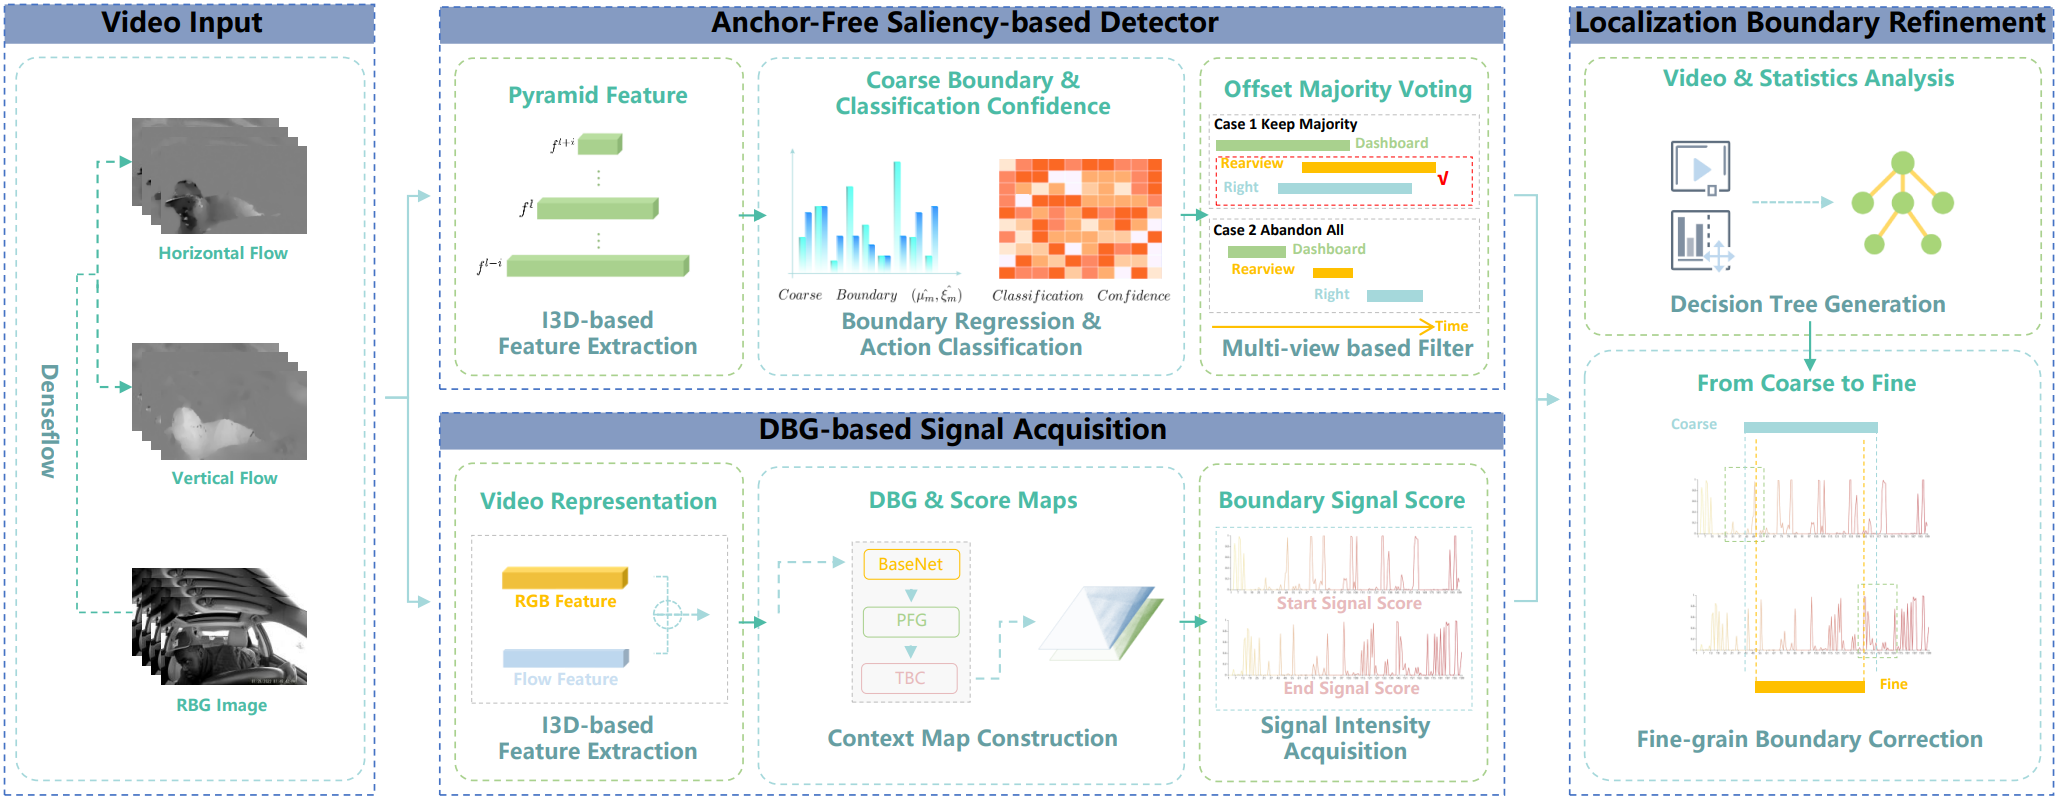 Video Input
Horizontal Flow
Vertical Flow
Denseflow
RBG Image
Anchor-Free Saliency-based Detector
Pyramid Feature
f^{l+i}
f^{l}
f^{l-i}
I3D-based
Feature Extraction
Coarse Boundary &
Classification Confidence
Coarse Boundary (μ̂_m, ξ̂_m)
Classification Confidence
Boundary Regression &
Action Classification
Offset Majority Voting
Case 1 Keep Majority
Dashboard
Rearview
√
Right
Case 2 Abandon All
Dashboard
Rearview
Right
Time
Multi-view based Filter
DBG-based Signal Acquisition
Video Representation
RGB Feature
Flow Feature
I3D-based
Feature Extraction
DBG & Score Maps
BaseNet
PFG
TBC
Context Map Construction
Boundary Signal Score
Start Signal Score
End Signal Score
Signal Intensity
Acquisition
Localization Boundary Refinement
Video & Statistics Analysis
Decision Tree Generation
From Coarse to Fine
Coarse
Fine
Fine-grain Boundary Correction